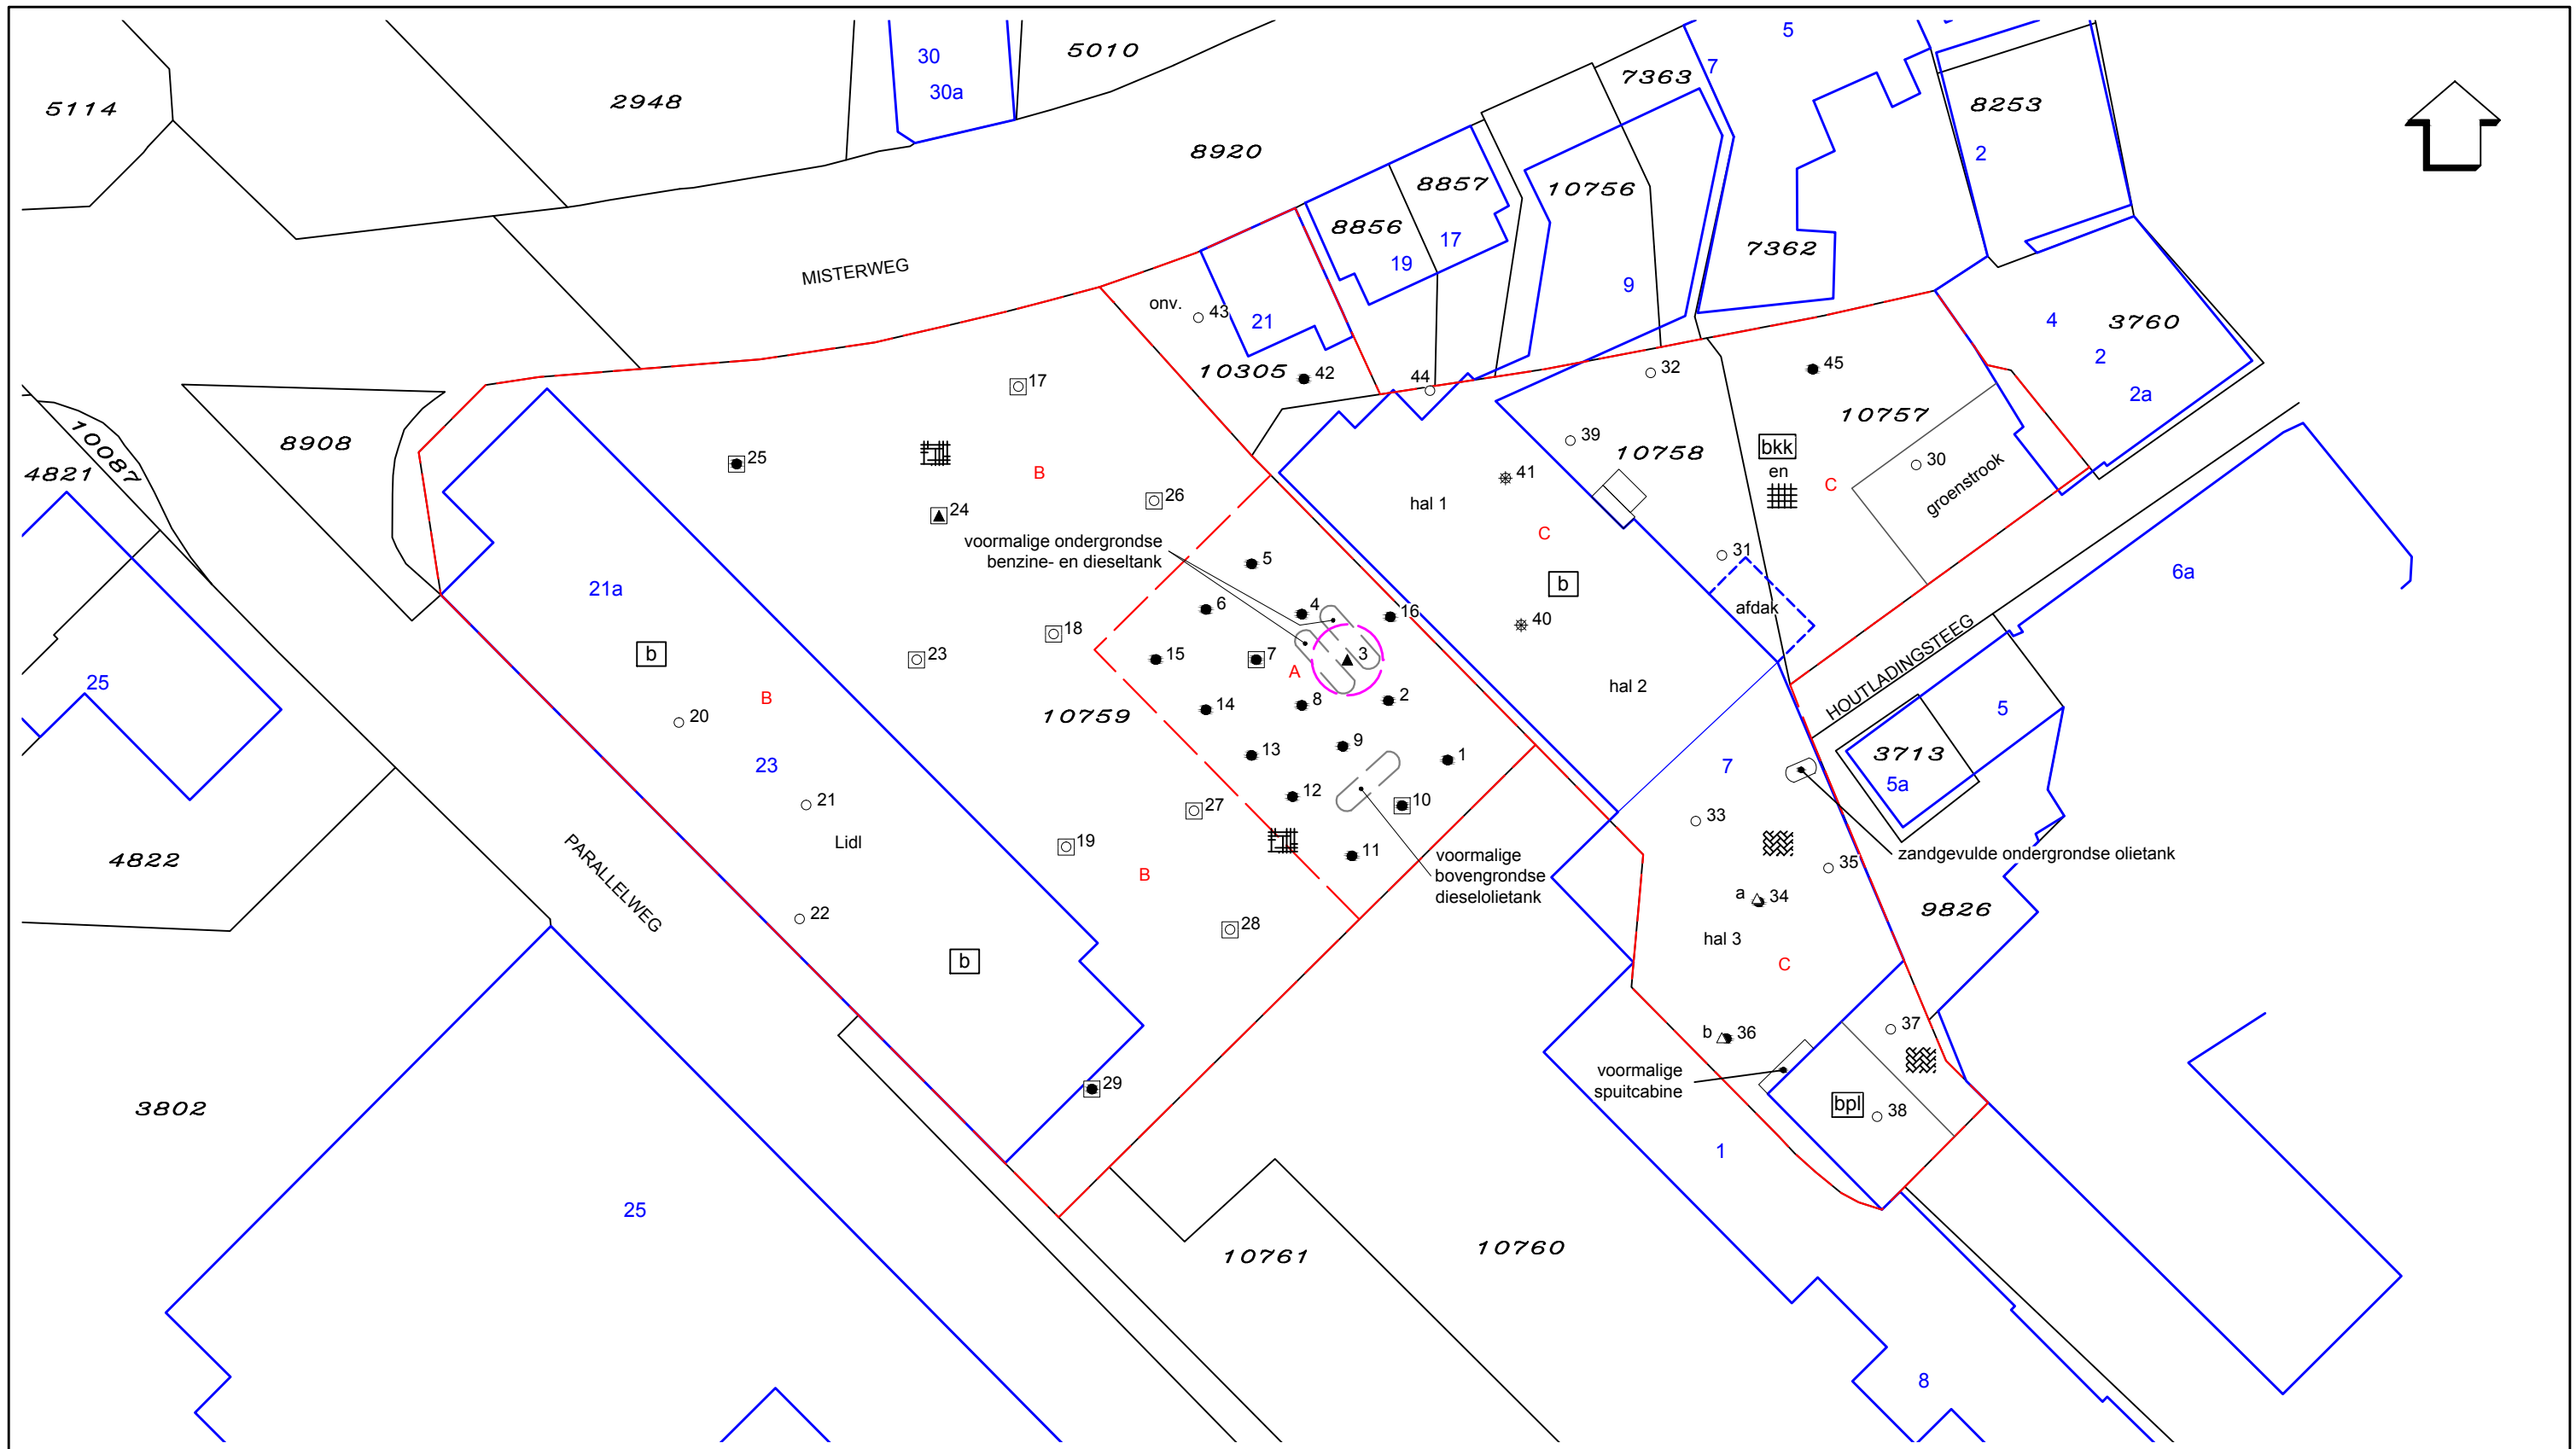 30
30a
5010
5
7
7363
5114
2948
8253
8920
2
8857
10756
8856
17
7362
19
9
MISTERWEG
onv.
43
21
4
3760
2
10305
42
44
32
45
2a
17
10757
10087
8908
25
B
26
39
10758
bkk
en
C
30
groenstrook
4821
41
hal 1
24
C
voormalige ondergrondse
benzine- en dieseltank
5
31
6a
21a
b
6
4
16
afdak
40
18
15
7
A
3
23
b
25
B
20
14
8
2
hal 2
HOUTLADINGSTEEG
5
10759
13
9
1
3713
23
7
5a
12
10
21
27
33
Lidl
19
11
voormalige
bovengrondse
dieselolietank
35
zandgevulde ondergrondse olietank
4822
PARALLELWEG
B
a
34
22
28
hal 3
9826
b
C
b
36
37
29
voormalige
spuitcabine
bpl
38
3802
1
25
10761
10760
8